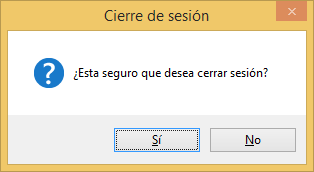 Cierre de sesión
¿Esta seguro que desea cerrar sesión?
Sí
No